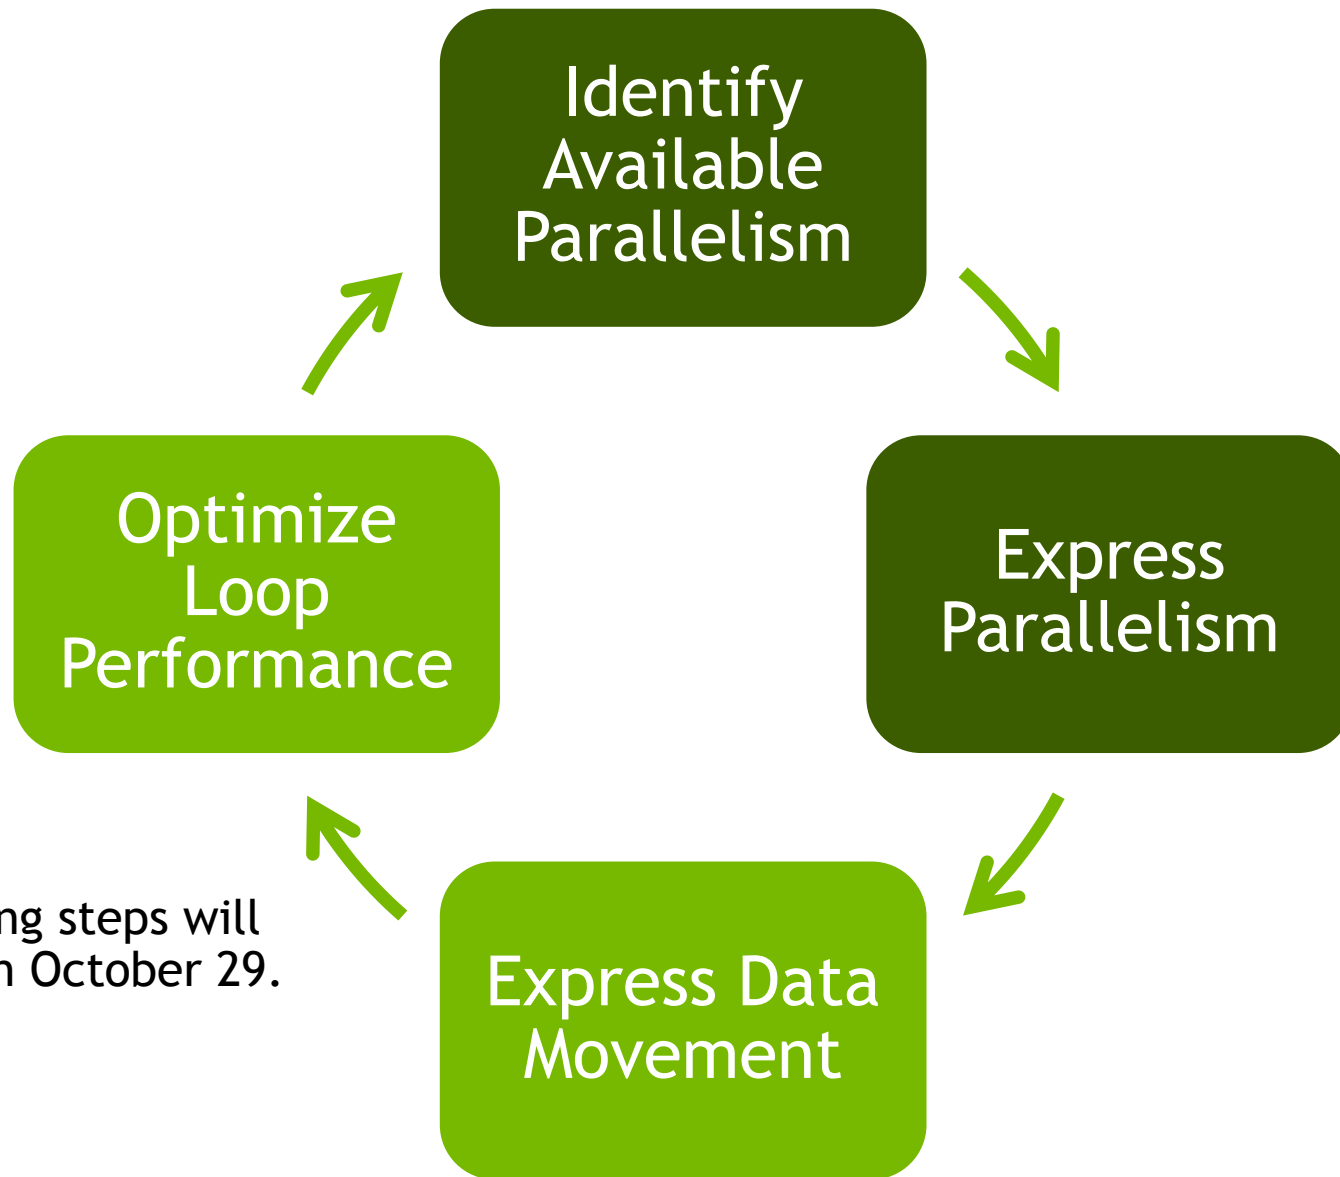 Identify
Available
Parallelism
Express
Parallelism
Express Data
Movement
Optimize
Loop
Performance
steps will
October 29.